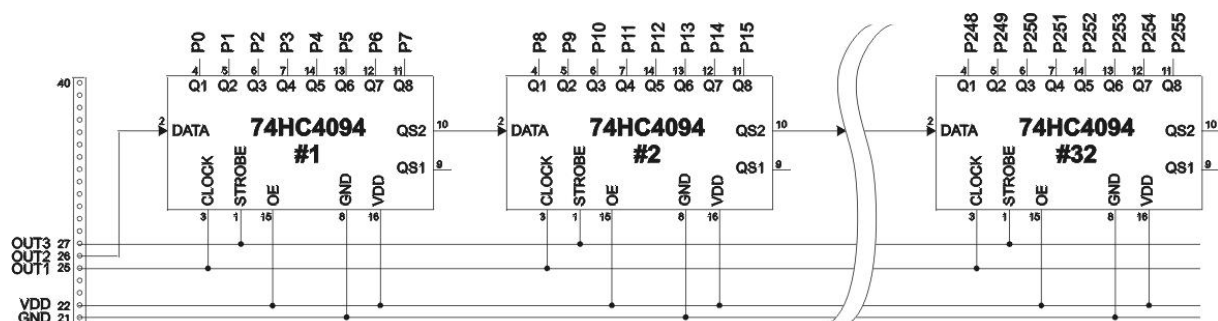 P0 P1 P2 P3 P4 P5 P6 P7 P8 P9 P10 P11 P12 P13 P14 P15 P248 P249 P250 P251 P252 P253 P254 P255
4 5 6 7 14 13 12 11 4 5 6 7 14 13 12 11 4 5 6 7 14 13 12 11
40 Q1 Q2 Q3 Q4 Q5 Q6 Q7 Q8 Q1 Q2 Q3 Q4 Q5 Q6 Q7 Q8 Q1 Q2 Q3 Q4 Q5 Q6 Q7 Q8
2 DATA 74HC4094 QS2 10 2 DATA 74HC4094 QS2 10 2 DATA 74HC4094 QS2 10
#1 #2 #32
QS1 9 QS1 9 QS1 9
CLOCK STROBE OE GND VDD CLOCK STROBE OE GND VDD CLOCK STROBE OE GND VDD
3 1 15 8 16 3 1 15 8 16 3 1 15 8 16
OUT3 27
OUT2 26
OUT1 25
VDD 22
GND 21